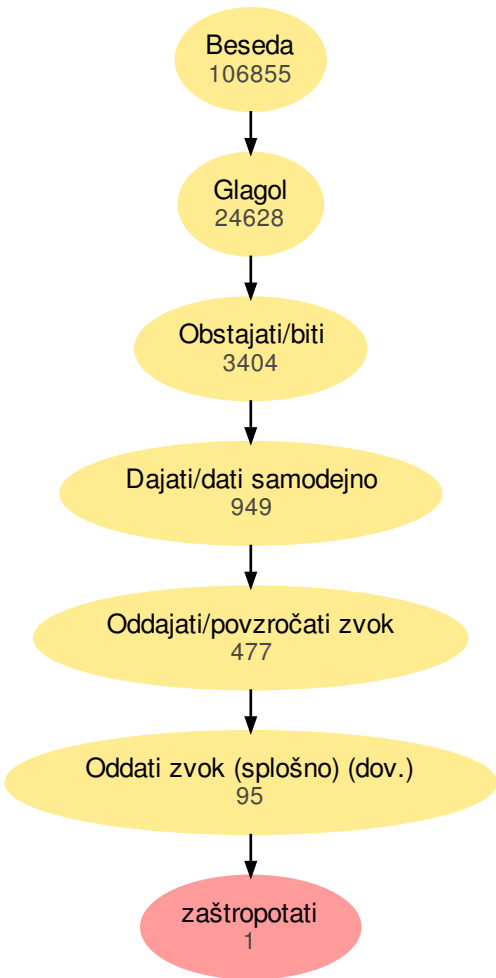 Beseda
106855
Glagol
24628
Obstajati/biti
3404
Dajati/dati samodejno
949
Oddajati/povzročati zvok
477
Oddati zvok (splošno) (dov.)
95
zaštropotati
1